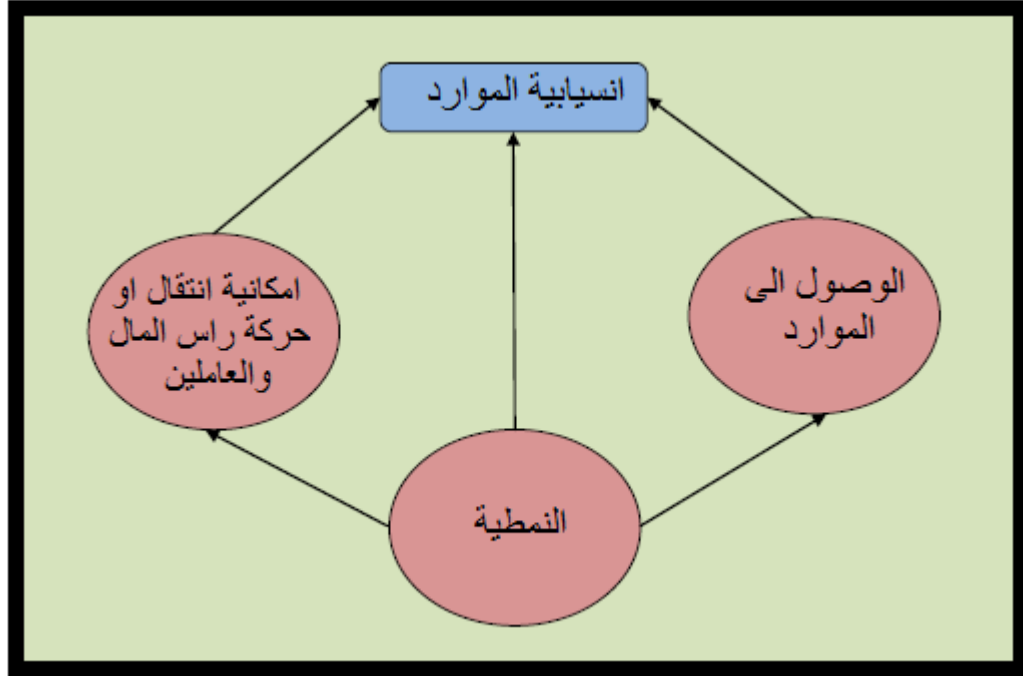 انسيابية الموارد
الوصول الى
الموارد
امكانية انتقال او
حركة راس المال
والعاملين
النمطية